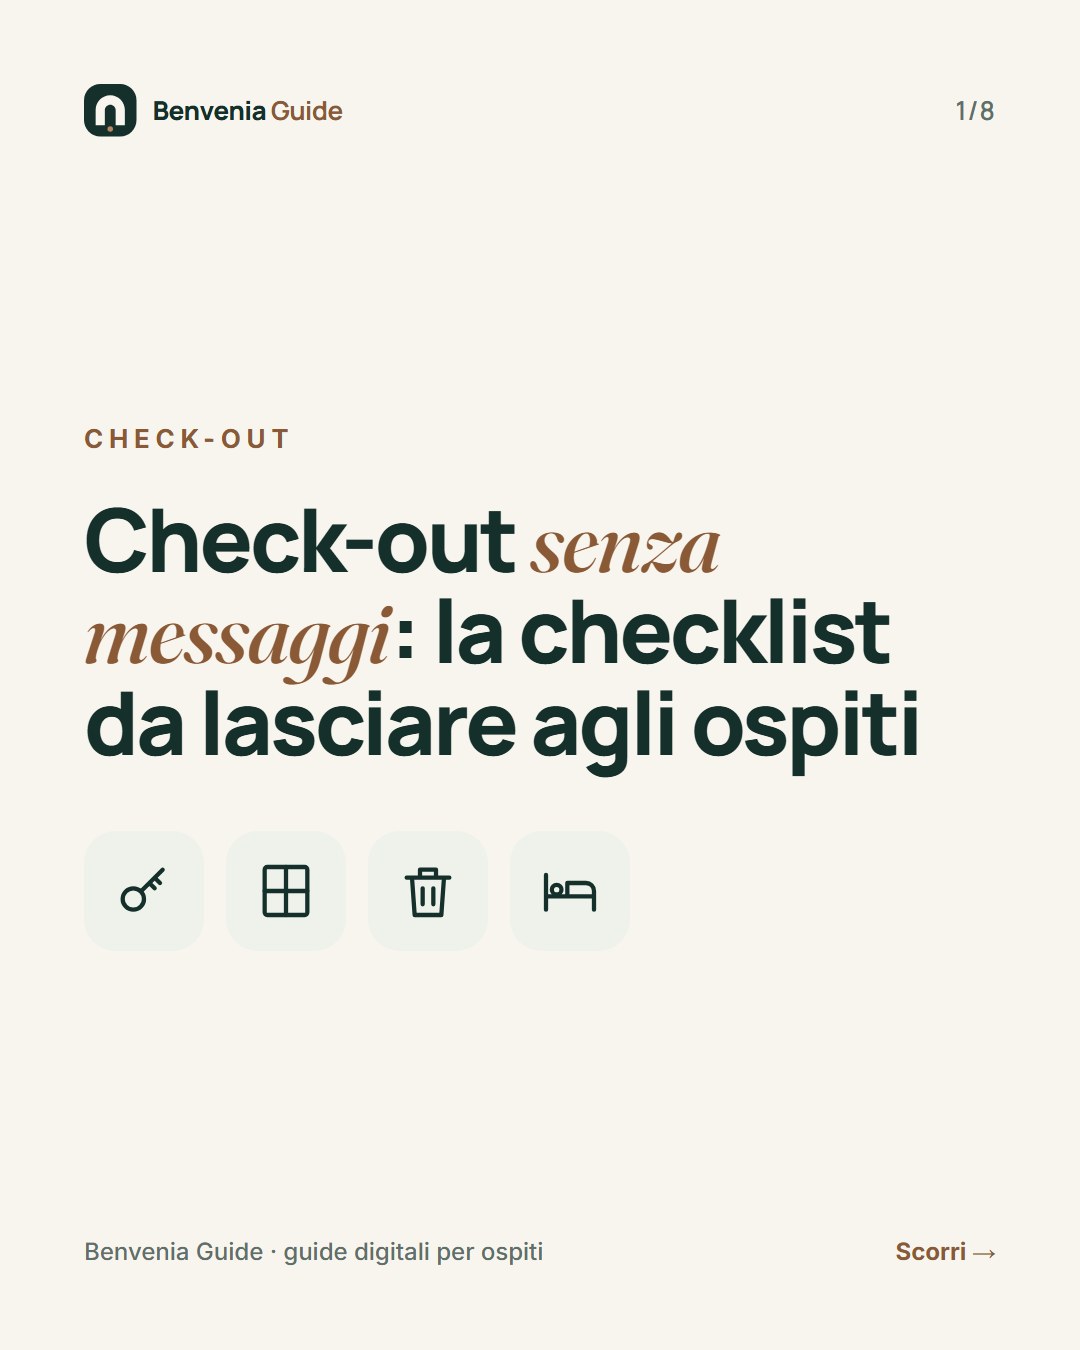 Benvenia Guide
1/8
CHECK-OUT
Check-out senza
messaggi: la checklist
da lasciare agli ospiti
Benvenia Guide · guide digitali per ospiti
Scorri →